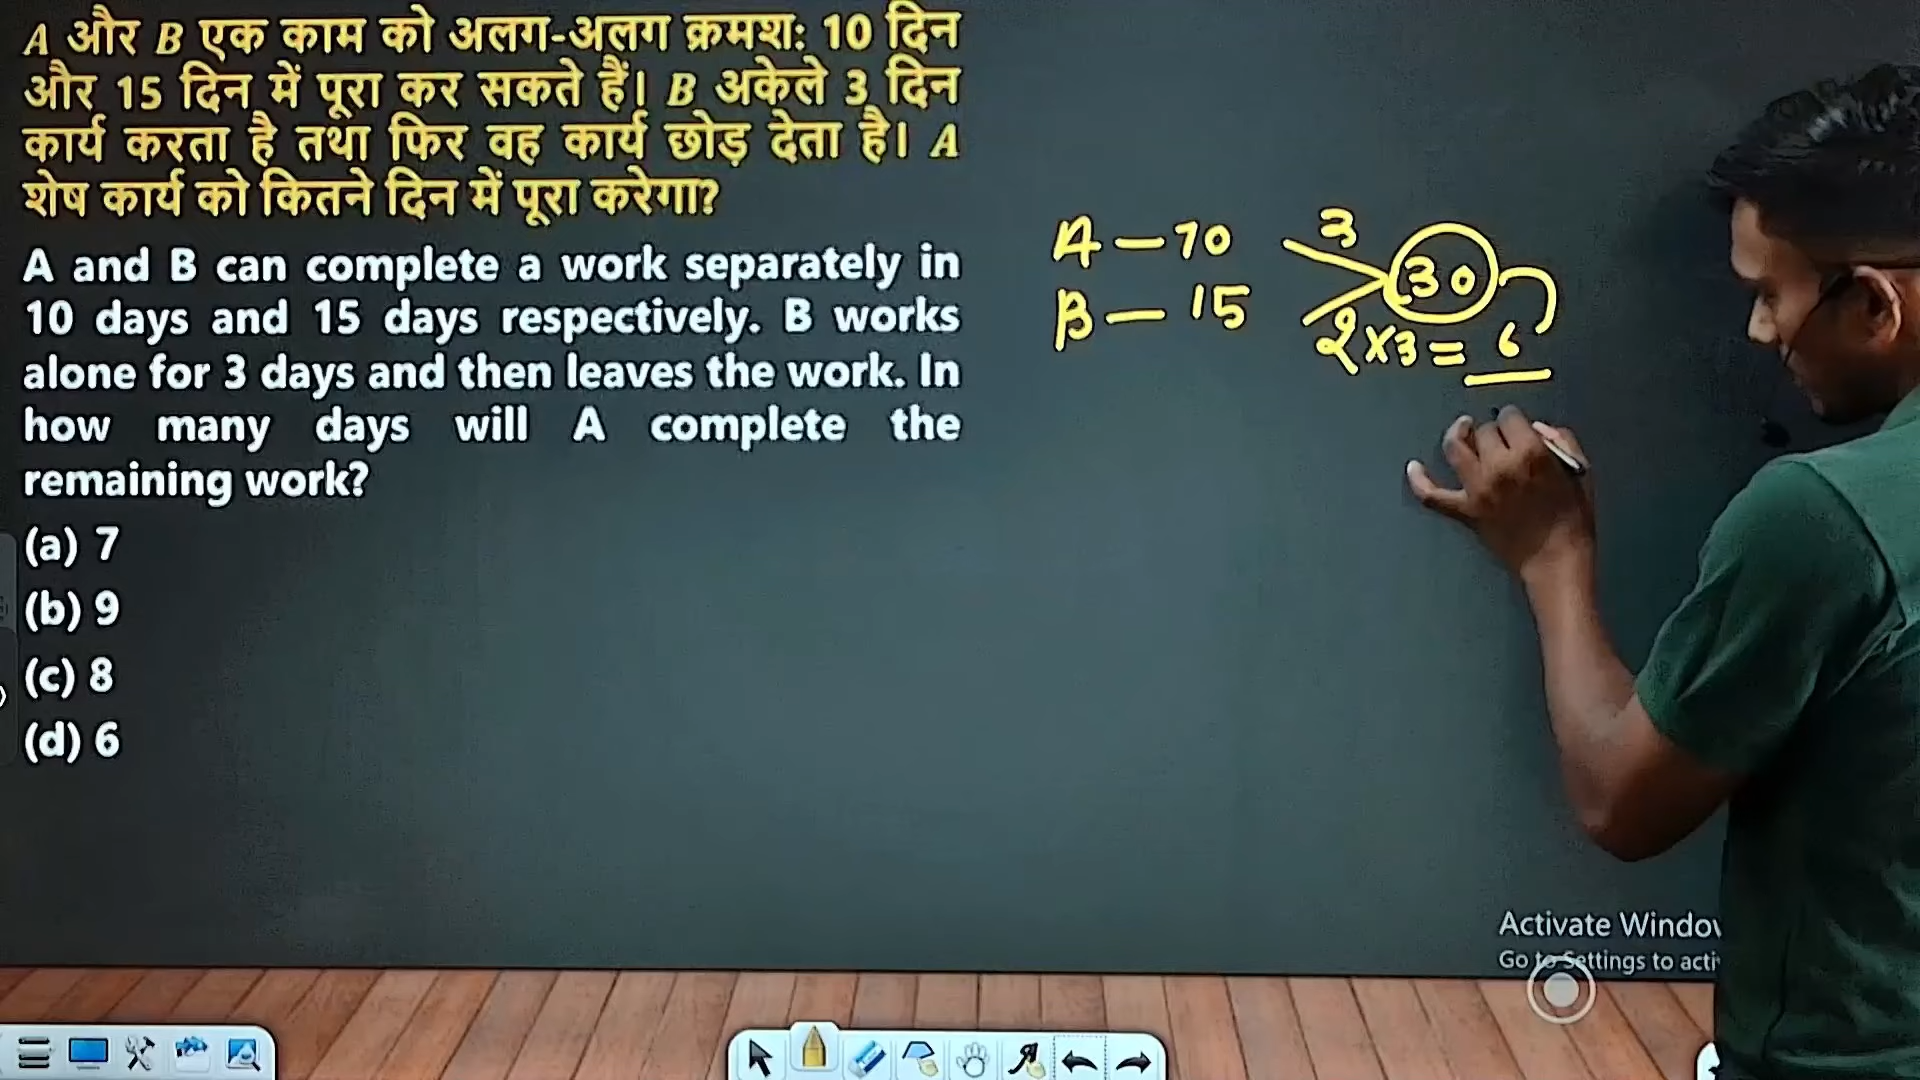 A और B एक काम को अलग-अलग क्रमश: 10 दिन
और 15 दिन में पूरा कर सकते हैं। B अकेले 3 दिन
कार्य करता है तथा फिर वह कार्य छोड़ देता है। A
शेष कार्य को कितने दिन में पूरा करेगा?
A and B can complete a work separately in
10 days and 15 days respectively. B works
alone for 3 days and then leaves the work. In
how many days will A complete the
remaining work?
(a) 7
(b) 9
(c) 8
(d) 6
A — 10
B — 15
3
30
2×3 = 6
Activate Window
Go to Settings to activ